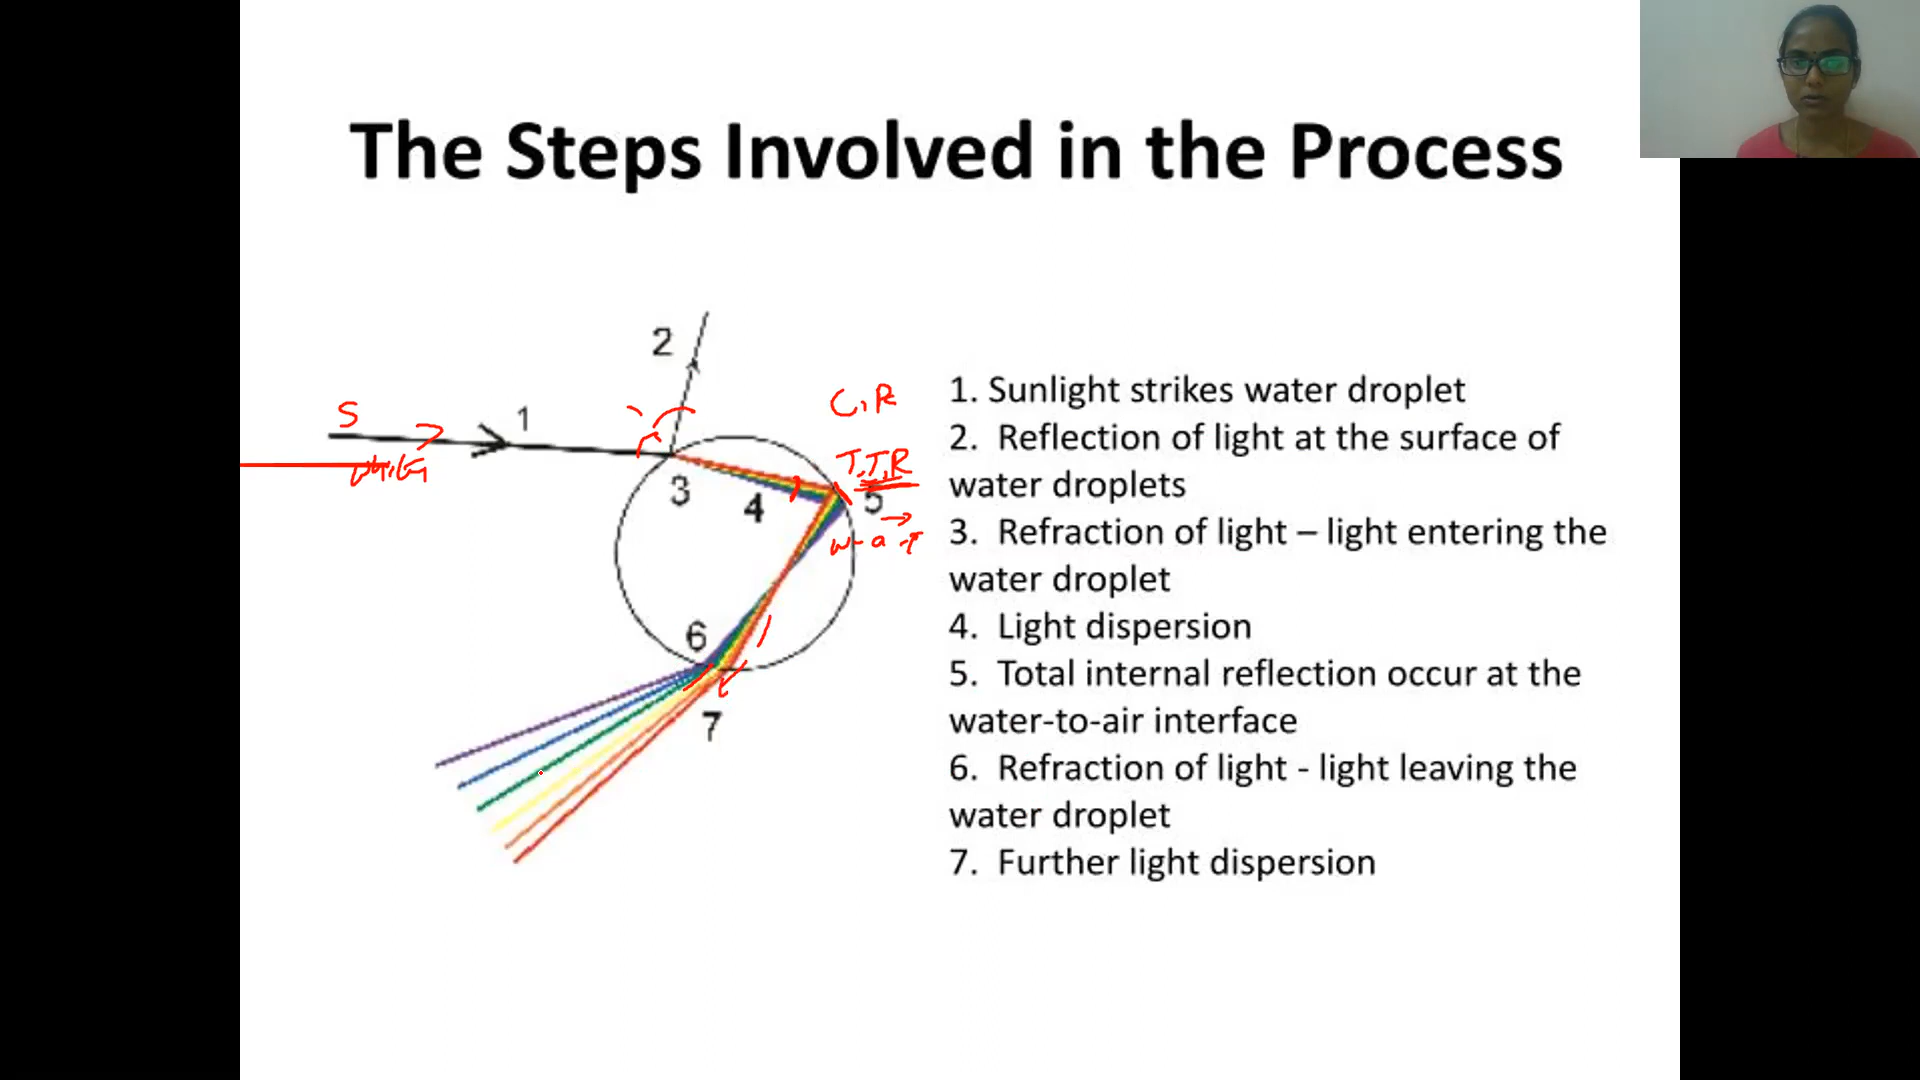 The Steps Involved in the Process
2
S
1
C.R
T.I.R
3
4
5
w-a
6
7
1. Sunlight strikes water droplet
2. Reflection of light at the surface of
water droplets
3. Refraction of light – light entering the
water droplet
4. Light dispersion
5. Total internal reflection occur at the
water-to-air interface
6. Refraction of light - light leaving the
water droplet
7. Further light dispersion